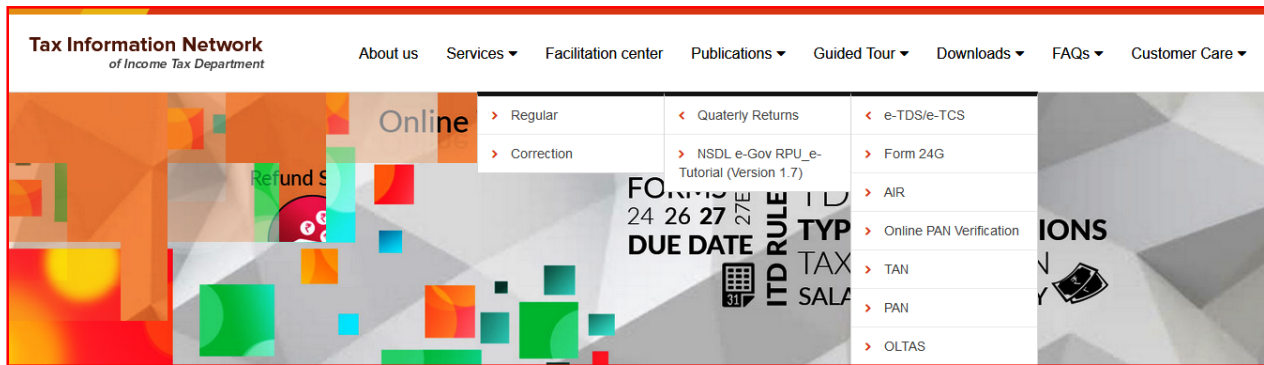 Tax Information Network
of Income Tax Department
About us
Services
Facilitation center
Publications
Guided Tour
Downloads
FAQs
Customer Care
Online
Regular
Correction
Quaterly Returns
NSDL e-Gov RPU_e-
Tutorial (Version 1.7)
e-TDS/e-TCS
Form 24G
AIR
Online PAN Verification
TAN
PAN
OLTAS
Refund S
FORMS
24 26 27 27E
DUE DATE
ITD RULE
TD
TYP
IONS
TAX
N
SALA
Y
31